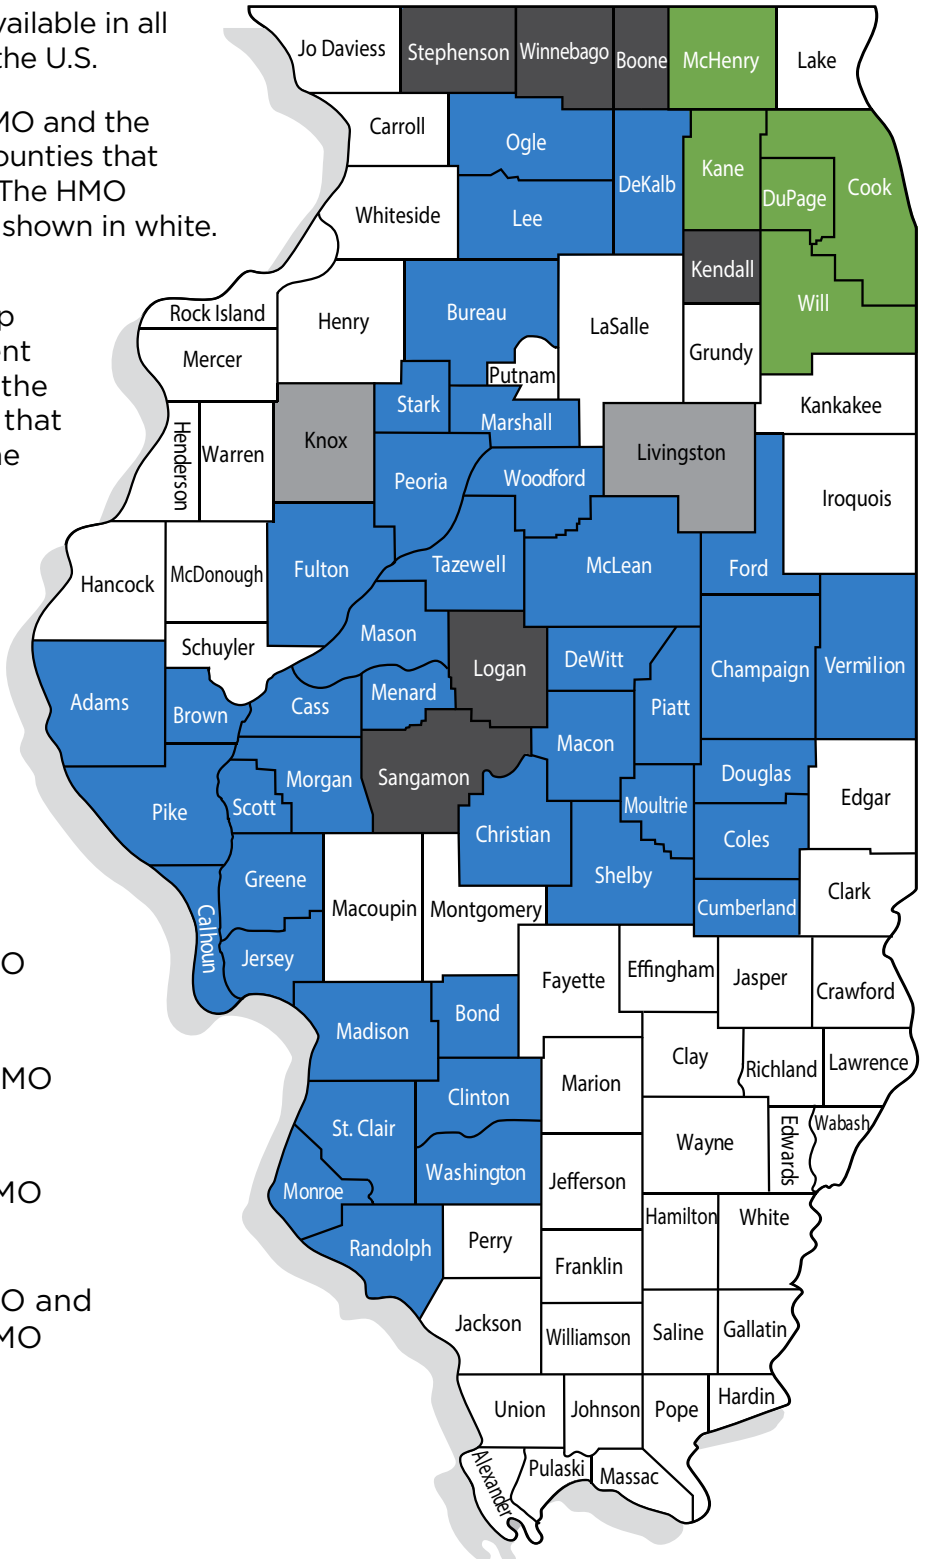 vailable in all
the U.S.
MO and the
ounties that
The HMO
shown in white.
p
ent
the
that
ne
O
MO
MO
O and
MO
Jo Daviess
Stephenson
Winnebago
Boone
McHenry
Lake
Carroll
Ogle
DeKalb
Kane
DuPage
Cook
Whiteside
Lee
Kendall
Rock Island
Henry
Bureau
LaSalle
Will
Mercer
Putnam
Grundy
Stark
Marshall
Kankakee
Henderson
Warren
Knox
Peoria
Woodford
Livingston
Iroquois
Hancock
McDonough
Fulton
Tazewell
McLean
Ford
Schuyler
Mason
Logan
DeWitt
Champaign
Vermilion
Adams
Brown
Cass
Menard
Piatt
Macon
Pike
Scott
Morgan
Sangamon
Christian
Moultrie
Douglas
Edgar
Coles
Greene
Shelby
Calhoun
Jersey
Macoupin
Montgomery
Cumberland
Clark
Fayette
Effingham
Jasper
Crawford
Madison
Bond
Clay
Richland
Lawrence
Clinton
Marion
St. Clair
Wayne
Edwards
Wabash
Monroe
Washington
Jefferson
Randolph
Perry
Hamilton
White
Franklin
Jackson
Williamson
Saline
Gallatin
Union
Johnson
Pope
Hardin
Alexander
Pulaski
Massac